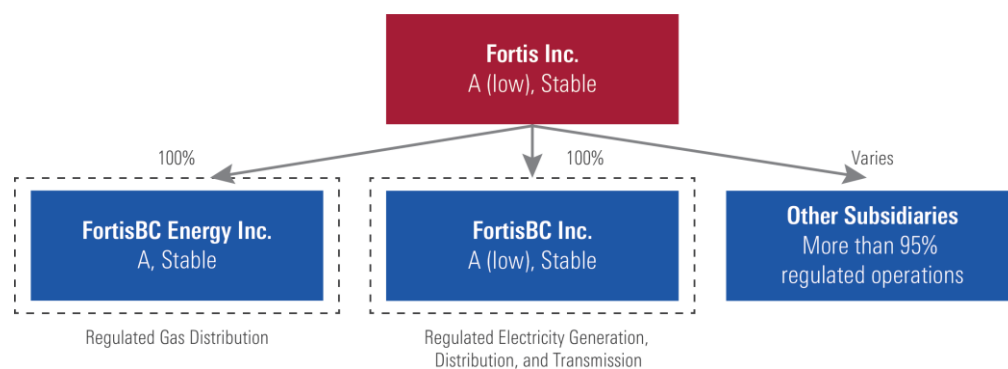 Fortis Inc.
A (low), Stable
100%
100%
Varies
FortisBC Energy Inc.
A, Stable
FortisBC Inc.
A (low), Stable
Other Subsidiaries
More than 95%
regulated operations
Regulated Gas Distribution
Regulated Electricity Generation,
Distribution, and Transmission